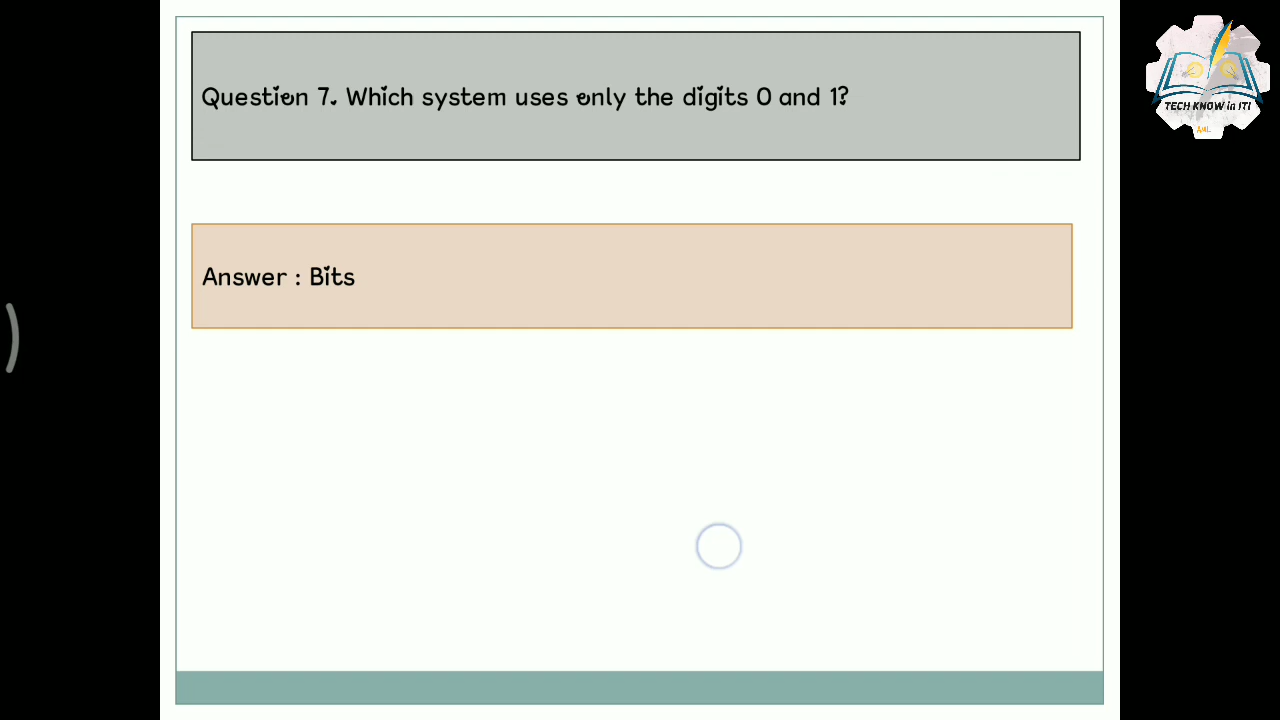 Question 7. Which system uses only the digits 0 and 1?
Answer : Bits
TECH KNOW in ITI